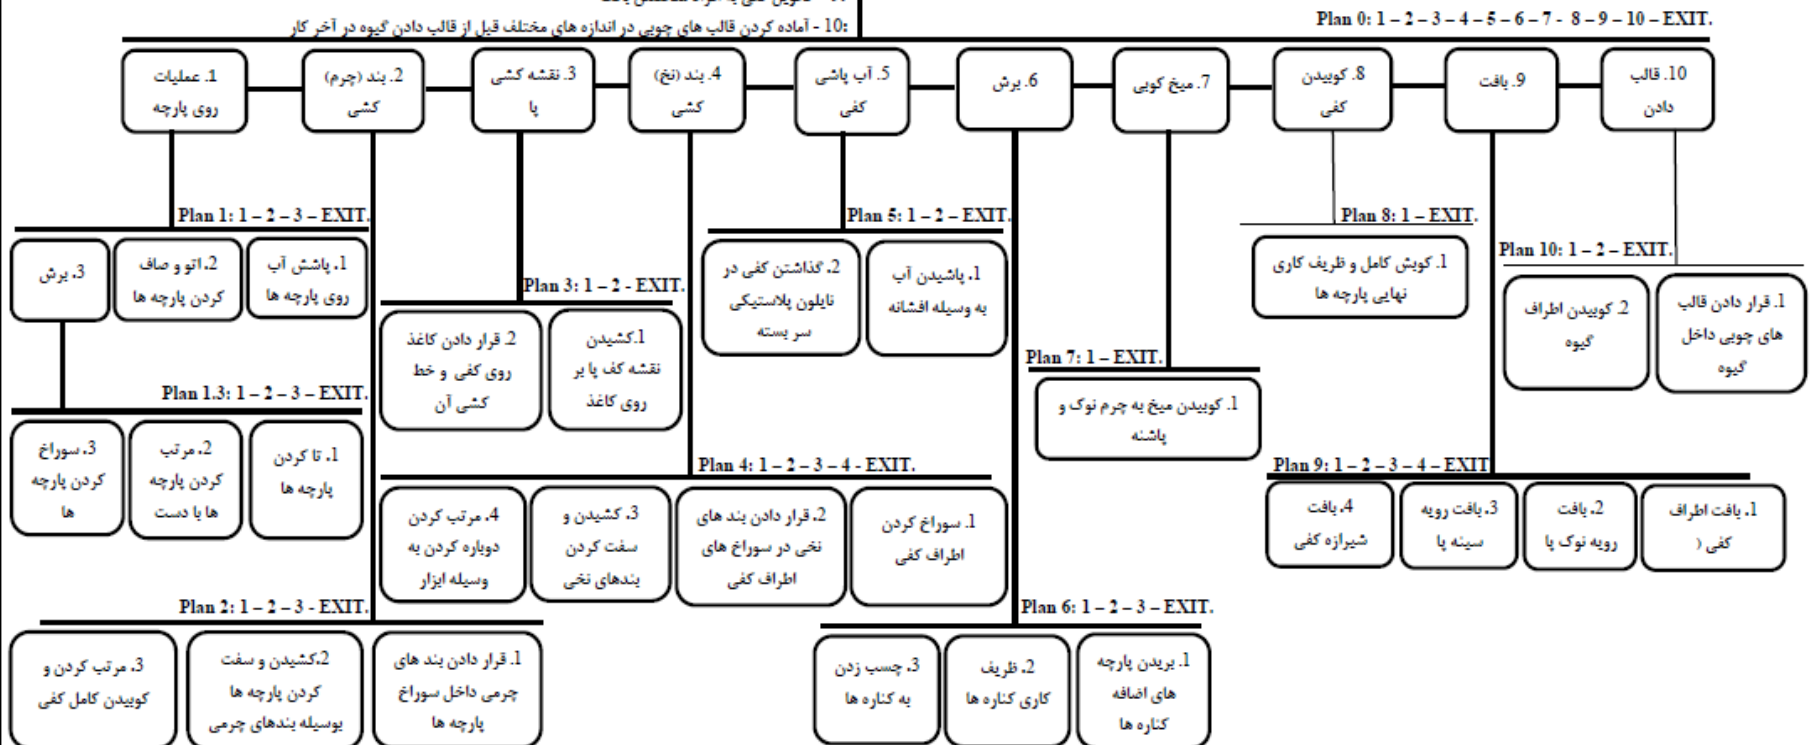 :10 - آماده کردن قالب های چوبی در اندازه های مختلف قبل از قالب دادن گیوه در آخر کار
Plan 0: 1 – 2 – 3 – 4 – 5 – 6 – 7 - 8 – 9 – 10 – EXIT.
1. عملیات
روی پارچه
2. بند (چرم)
کشی
3. نقشه کشی
پا
4. بند (نخ)
کشی
5. آب پاشی
کفی
6. برش
7. میخ کوبی
8. کوبیدن
کفی
9. بافت
10. قالب
دادن
Plan 1: 1 – 2 – 3 – EXIT.
1. پاشش آب
روی پارچه ها
2. اتو و صاف
کردن پارچه ها
3. برش
Plan 1.3: 1 – 2 – 3 – EXIT.
1. تا کردن
پارچه ها
2. مرتب
کردن پارچه
ها با دست
3. سوراخ
کردن پارچه
ها
Plan 2: 1 – 2 – 3 - EXIT.
1. قرار دادن بند های
چرمی داخل سوراخ
پارچه ها
2.کشیدن و سفت
کردن پارچه ها
بوسیله بندهای چرمی
3. مرتب کردن و
کوبیدن کامل کفی
Plan 3: 1 – 2 - EXIT.
1.کشیدن
نقشه کف پا بر
روی کاغذ
2. قرار دادن کاغذ
روی کفی و خط
کشی آن
Plan 4: 1 – 2 – 3 – 4 - EXIT.
1. سوراخ کردن
اطراف کفی
2. قرار دادن بند های
نخی در سوراخ های
اطراف کفی
3. کشیدن و
سفت کردن
بندهای نخی
4. مرتب کردن
دوباره کردن به
وسیله ابزار
Plan 5: 1 – 2 – EXIT.
1. پاشیدن آب
به وسیله افشانه
2. گذاشتن کفی در
نایلون پلاستیکی
سر بسته
Plan 6: 1 – 2 – 3 – EXIT.
1. بریدن پارچه
های اضافه
کناره ها
2. ظریف
کاری کناره ها
3. چسب زدن
به کناره ها
Plan 7: 1 – EXIT.
1. کوبیدن میخ به چرم نوک و
پاشنه
Plan 8: 1 – EXIT.
1. کوبش کامل و ظریف کاری
نهایی پارچه ها
Plan 9: 1 – 2 – 3 – 4 – EXIT
1. بافت اطراف
کفی (
2. بافت
رویه نوک پا
3. بافت رویه
سینه پا
4. بافت
شیرازه کفی
Plan 10: 1 – 2 – EXIT.
1. قرار دادن قالب
های چوبی داخل
گیوه
2. کوبیدن اطراف
گیوه